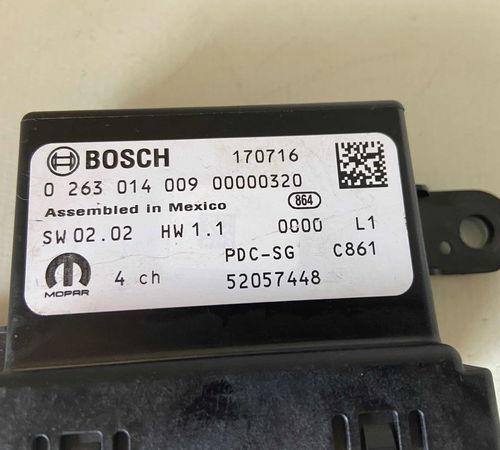 BOSCH 170716
0 263 014 009 00000320
Assembled in Mexico 864
SW 02.02 HW 1.1 0000 L1
PDC-SG C861
MOPAR 4 ch 52057448